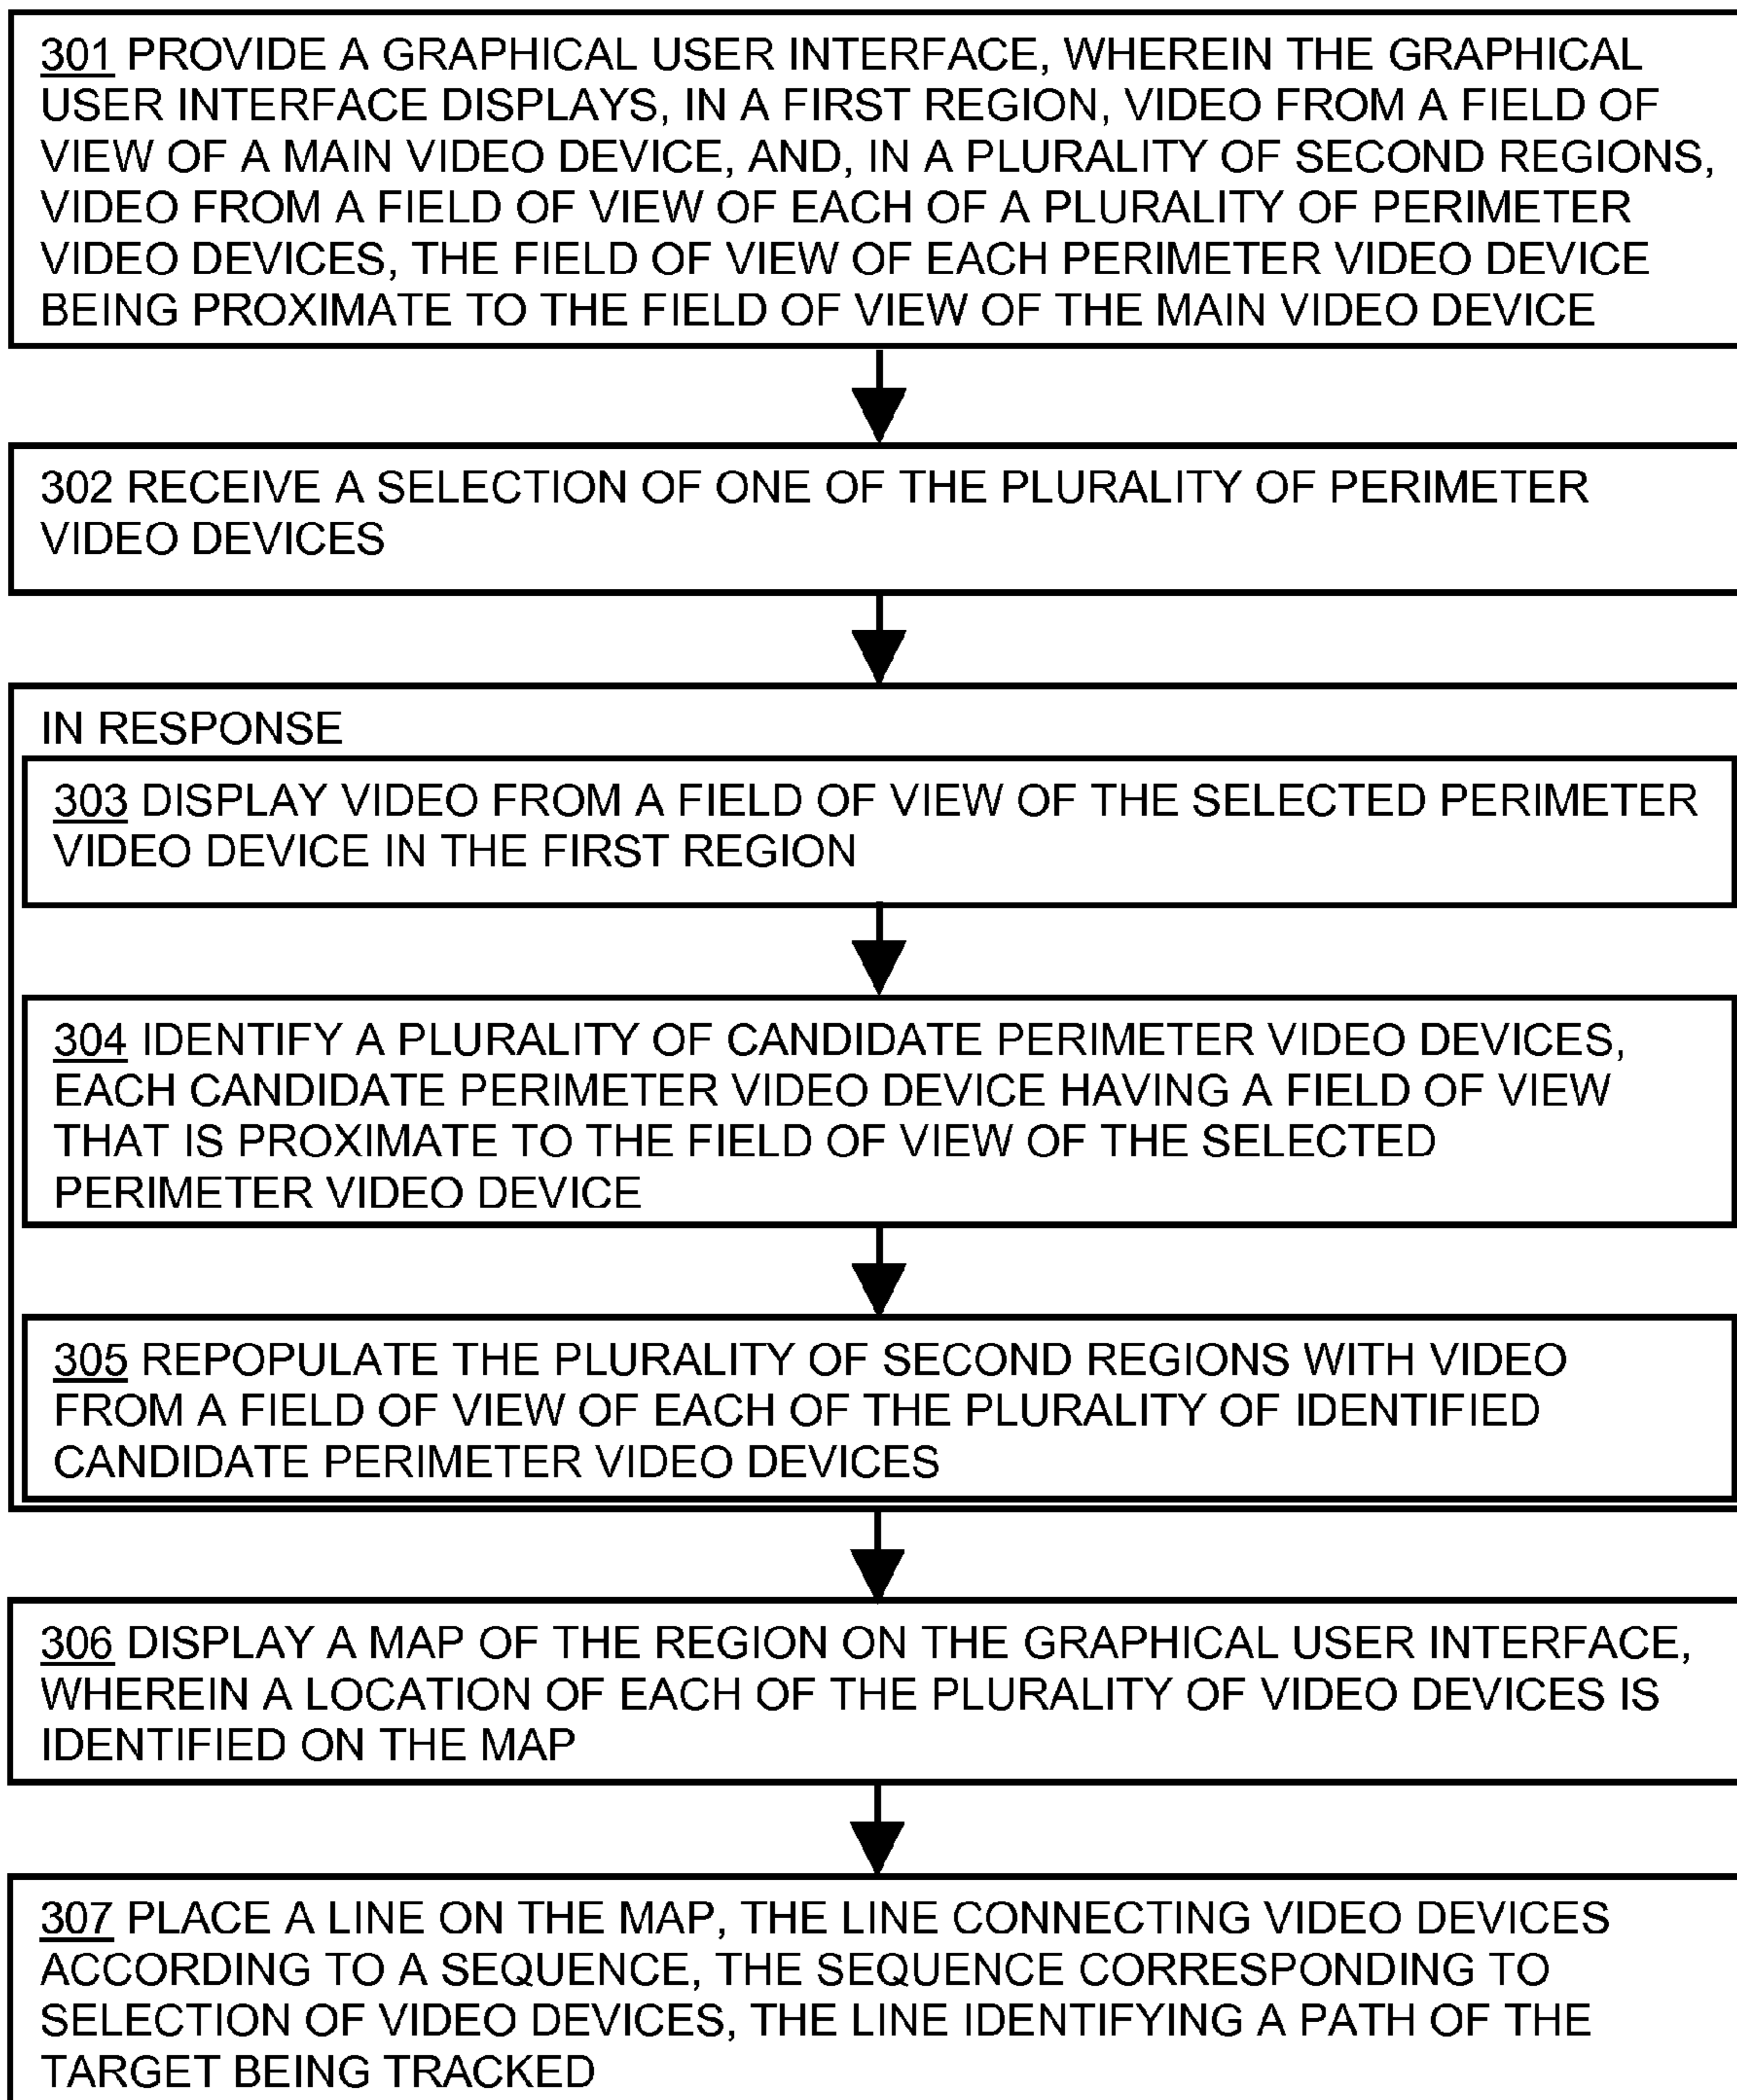 301 PROVIDE A GRAPHICAL USER INTERFACE, WHEREIN THE GRAPHICAL
USER INTERFACE DISPLAYS, IN A FIRST REGION, VIDEO FROM A FIELD OF
VIEW OF A MAIN VIDEO DEVICE, AND, IN A PLURALITY OF SECOND REGIONS,
VIDEO FROM A FIELD OF VIEW OF EACH OF A PLURALITY OF PERIMETER
VIDEO DEVICES, THE FIELD OF VIEW OF EACH PERIMETER VIDEO DEVICE
BEING PROXIMATE TO THE FIELD OF VIEW OF THE MAIN VIDEO DEVICE
302 RECEIVE A SELECTION OF ONE OF THE PLURALITY OF PERIMETER
VIDEO DEVICES
IN RESPONSE
303 DISPLAY VIDEO FROM A FIELD OF VIEW OF THE SELECTED PERIMETER
VIDEO DEVICE IN THE FIRST REGION
304 IDENTIFY A PLURALITY OF CANDIDATE PERIMETER VIDEO DEVICES,
EACH CANDIDATE PERIMETER VIDEO DEVICE HAVING A FIELD OF VIEW
THAT IS PROXIMATE TO THE FIELD OF VIEW OF THE SELECTED
PERIMETER VIDEO DEVICE
305 REPOPULATE THE PLURALITY OF SECOND REGIONS WITH VIDEO
FROM A FIELD OF VIEW OF EACH OF THE PLURALITY OF IDENTIFIED
CANDIDATE PERIMETER VIDEO DEVICES
306 DISPLAY A MAP OF THE REGION ON THE GRAPHICAL USER INTERFACE,
WHEREIN A LOCATION OF EACH OF THE PLURALITY OF VIDEO DEVICES IS
IDENTIFIED ON THE MAP
307 PLACE A LINE ON THE MAP, THE LINE CONNECTING VIDEO DEVICES
ACCORDING TO A SEQUENCE, THE SEQUENCE CORRESPONDING TO
SELECTION OF VIDEO DEVICES, THE LINE IDENTIFYING A PATH OF THE
TARGET BEING TRACKED